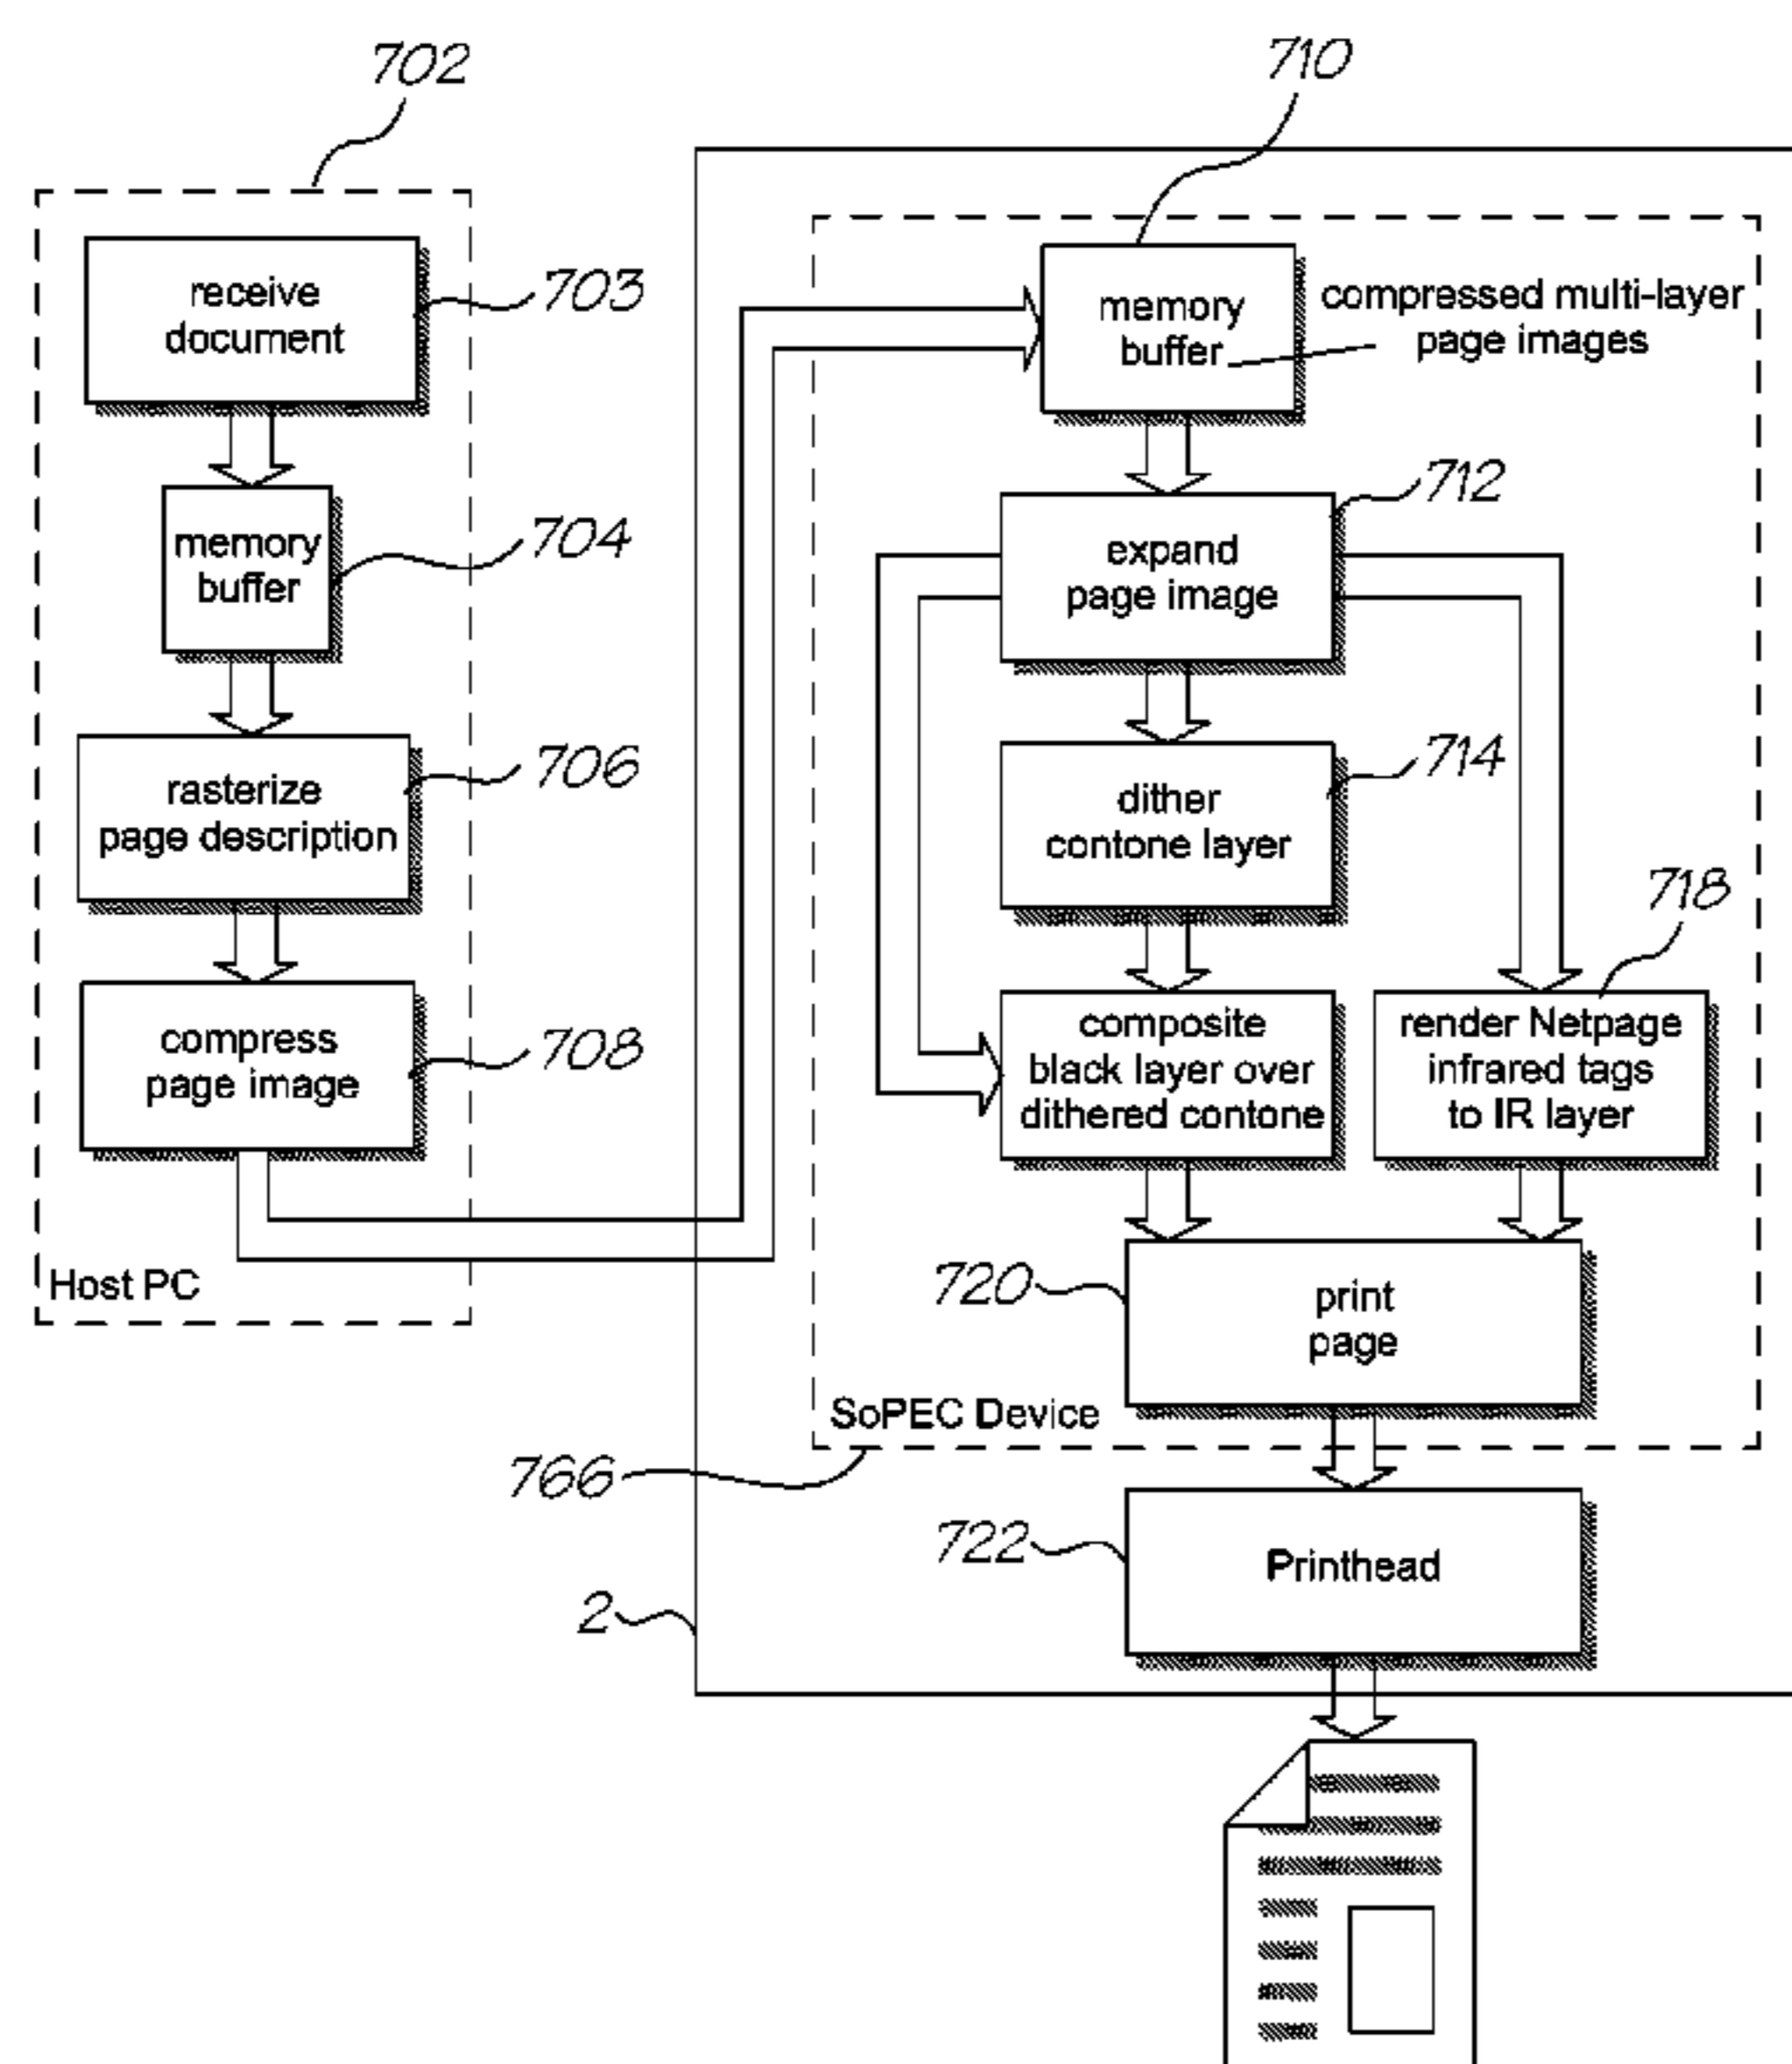 702
receive
document
703
memory
buffer
704
rasterize
page description
706
compress
page image
708
Host PC
710
memory
buffer
compressed multi-layer
page images
expand
page image
712
dither
contone layer
714
composite
black layer over
dithered contone
718
render Netpage
infrared tags
to IR layer
720
print
page
SoPEC Device
766
722
Printhead
2